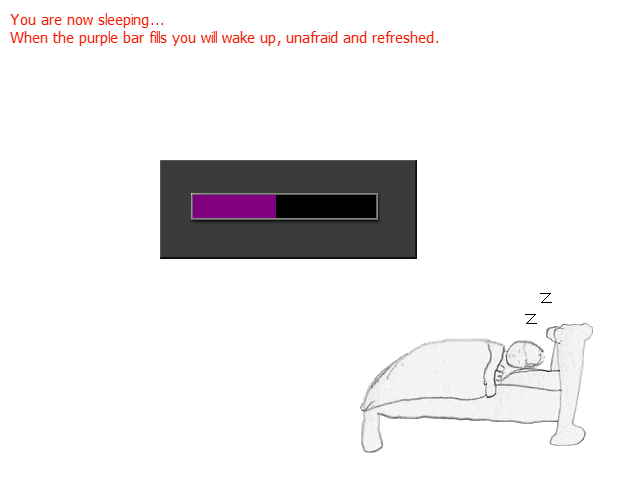 You are now sleeping...
When the purple bar fills you will wake up, unafraid and refreshed.
Z
Z